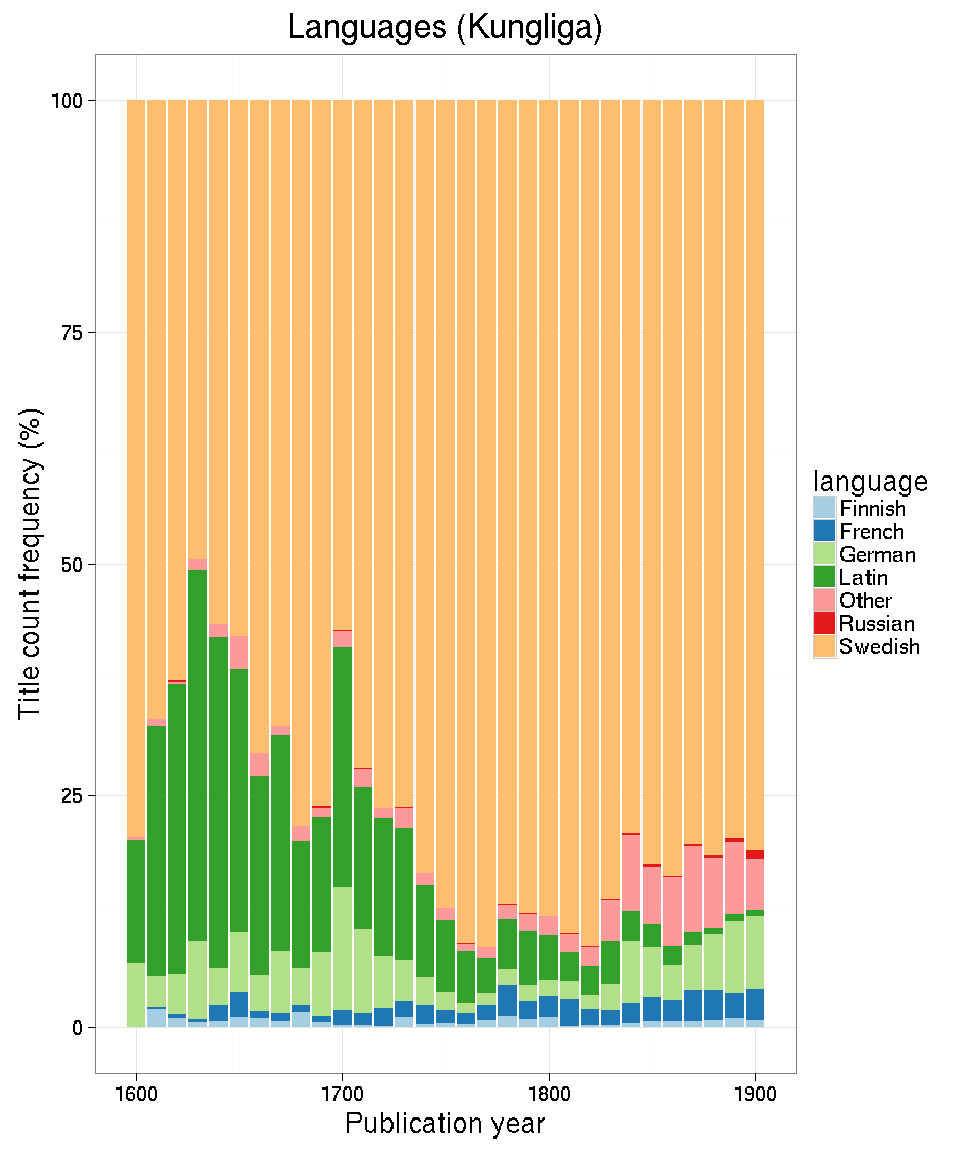 Languages (Kungliga)
100
75
50
25
0
Title count frequency (%)
1600
1700
1800
1900
Publication year
language
Finnish
French
German
Latin
Other
Russian
Swedish